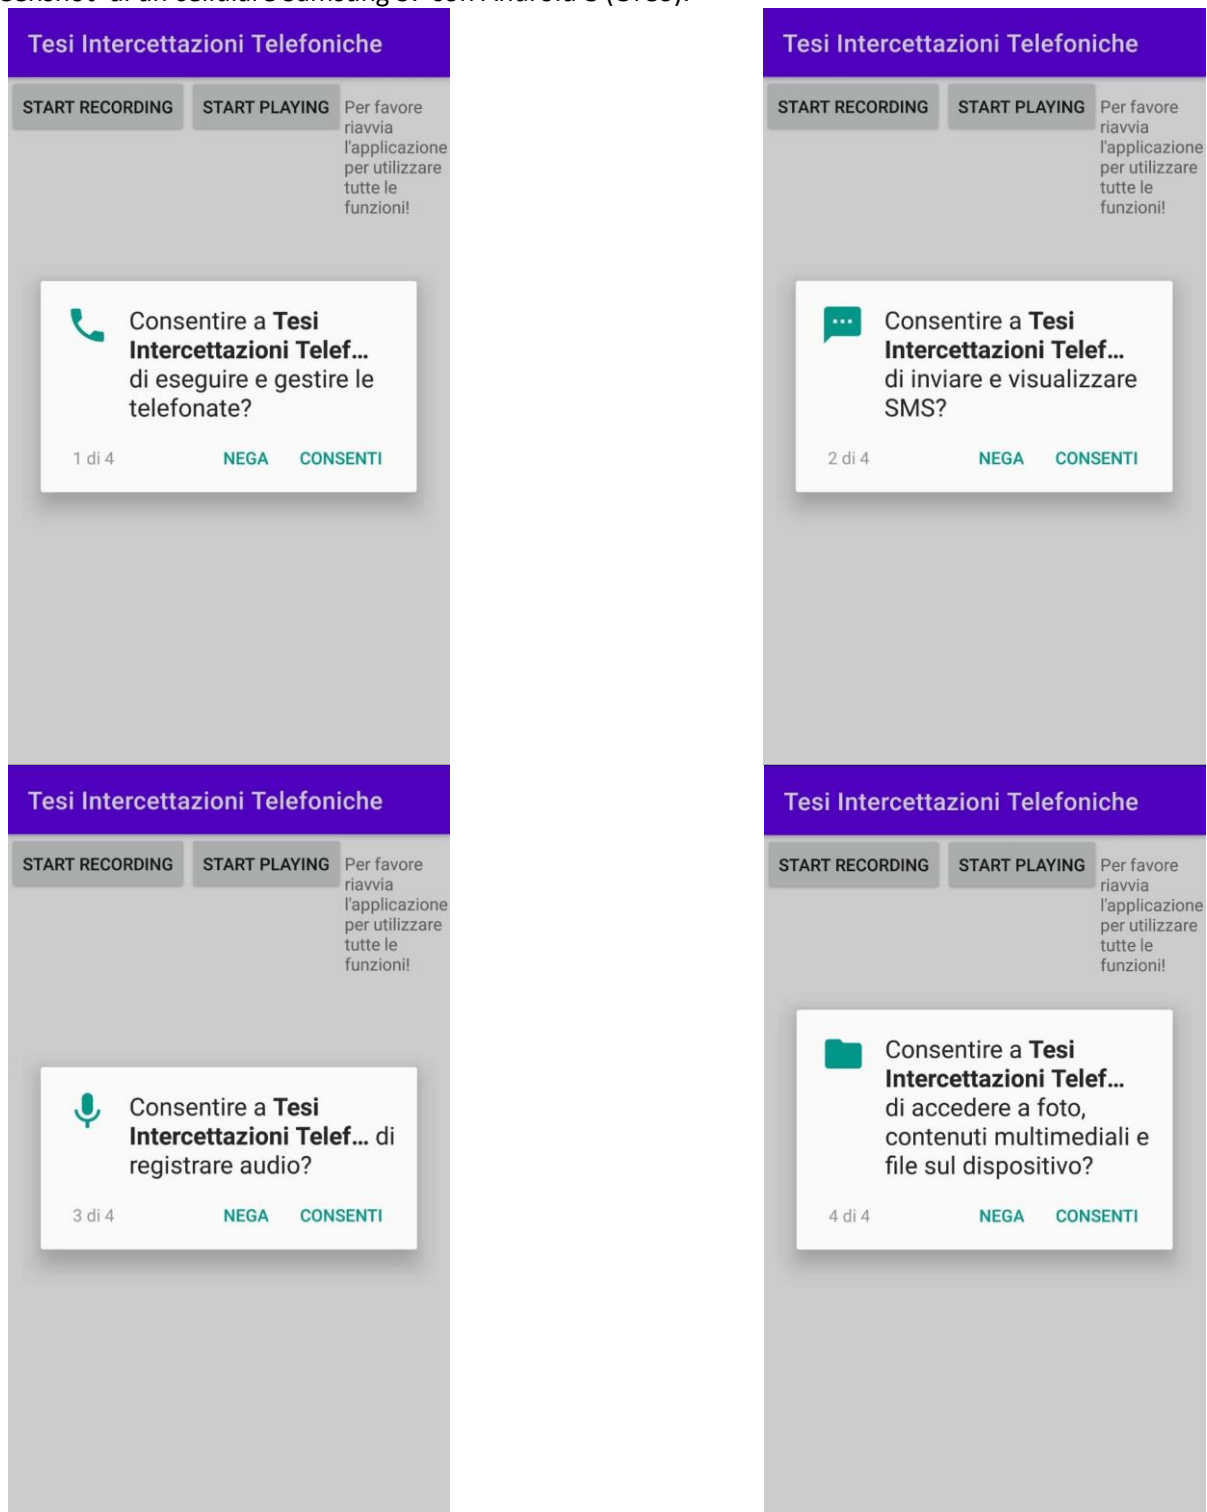 di un cellulare Samsung con Android
Tesi Intercettazioni Telefoniche
START RECORDING
START PLAYING
Per favore
riavvia
l'applicazione
per utilizzare
tutte le
funzioni!
Consentire a Tesi
Intercettazioni Telef...
di eseguire e gestire le
telefonate?
1 di 4
NEGA
CONSENTI
Tesi Intercettazioni Telefoniche
START RECORDING
START PLAYING
Per favore
riavvia
l'applicazione
per utilizzare
tutte le
funzioni!
Consentire a Tesi
Intercettazioni Telef...
di inviare e visualizzare
SMS?
2 di 4
NEGA
CONSENTI
Tesi Intercettazioni Telefoniche
START RECORDING
START PLAYING
Per favore
riavvia
l'applicazione
per utilizzare
tutte le
funzioni!
Consentire a Tesi
Intercettazioni Telef... di
registrare audio?
3 di 4
NEGA
CONSENTI
Tesi Intercettazioni Telefoniche
START RECORDING
START PLAYING
Per favore
riavvia
l'applicazione
per utilizzare
tutte le
funzioni!
Consentire a Tesi
Intercettazioni Telef...
di accedere a foto,
contenuti multimediali e
file sul dispositivo?
4 di 4
NEGA
CONSENTI